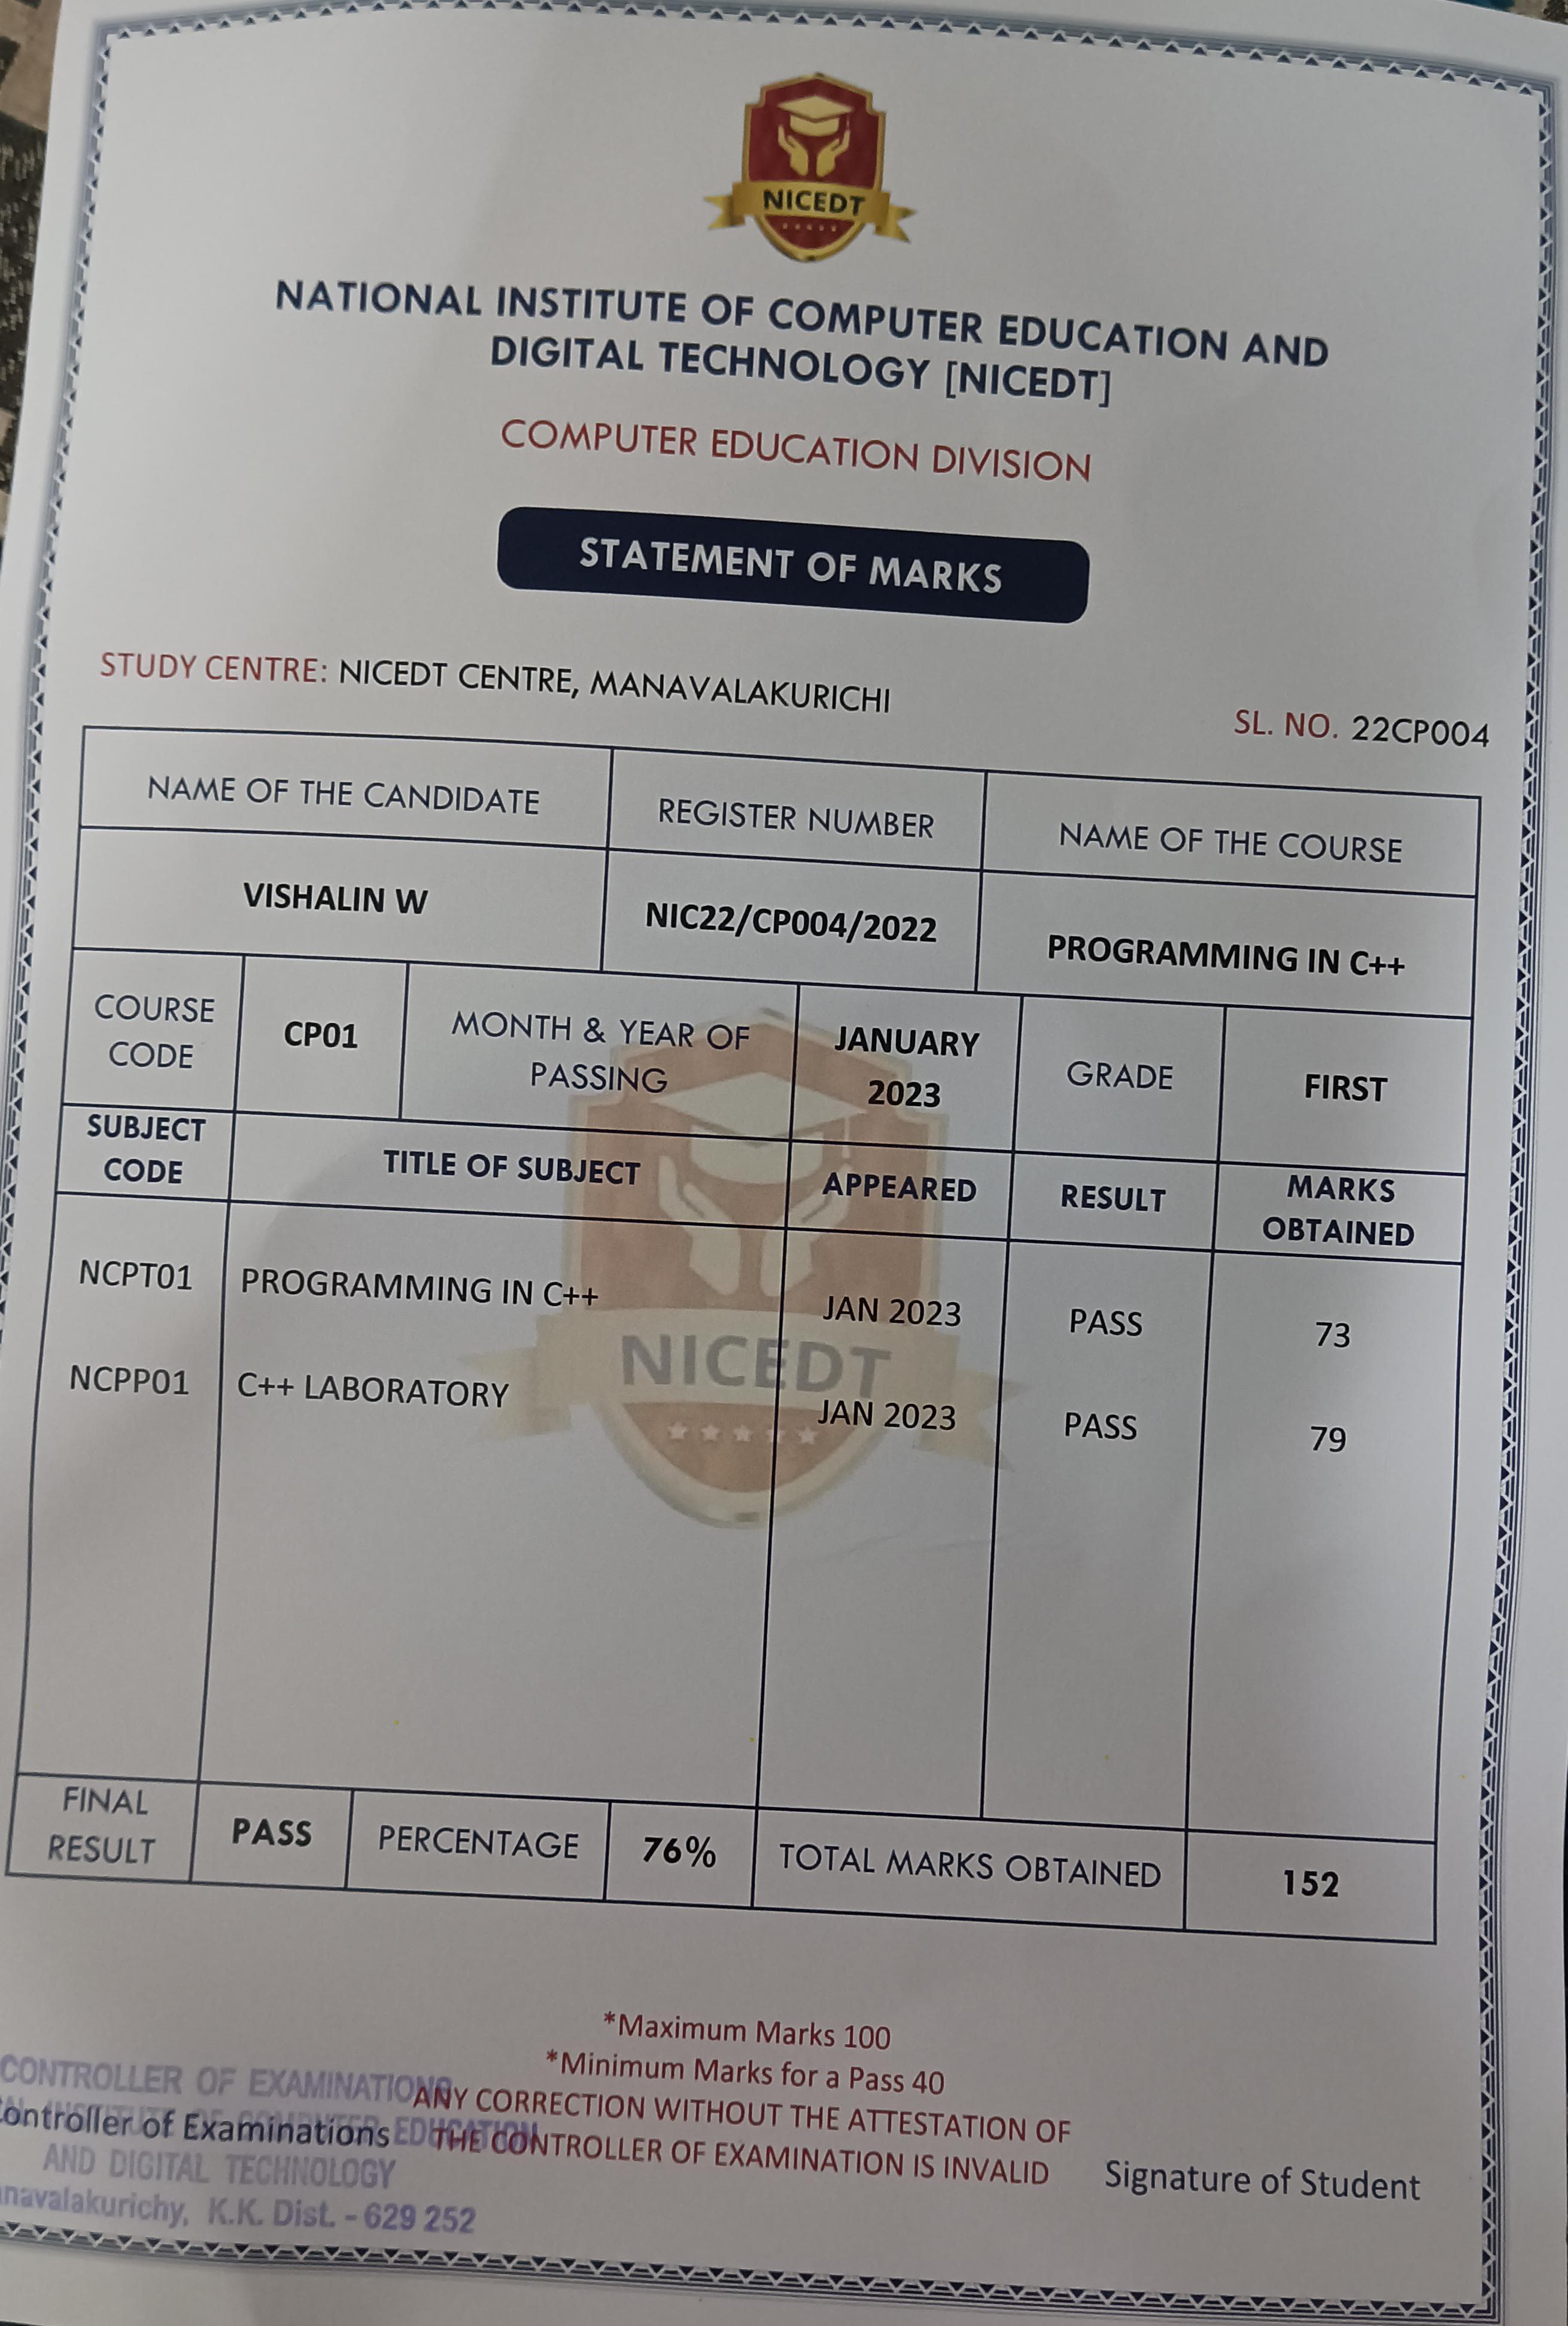 NICEDT
NATIONAL INSTITUTE OF COMPUTER EDUCATION AND
DIGITAL TECHNOLOGY [NICEDT]
COMPUTER EDUCATION DIVISION
STATEMENT OF MARKS
STUDY CENTRE: NICEDT CENTRE, MANAVALAKURICHI
SL. NO. 22CP004
NAME OF THE CANDIDATE REGISTER NUMBER NAME OF THE COURSE
VISHALIN W NIC22/CP004/2022 PROGRAMMING IN C++
COURSE CODE CP01 MONTH & YEAR OF PASSING JANUARY 2023 GRADE FIRST
SUBJECT CODE TITLE OF SUBJECT APPEARED RESULT MARKS OBTAINED
NCPT01 PROGRAMMING IN C++ JAN 2023 PASS 73
NICEDT
NCPP01 C++ LABORATORY JAN 2023 PASS 79
FINAL RESULT PASS PERCENTAGE 76% TOTAL MARKS OBTAINED 152
*Maximum Marks 100
*Minimum Marks for a Pass 40
ANY CORRECTION WITHOUT THE ATTESTATION OF
THE CONTROLLER OF EXAMINATION IS INVALID
CONTROLLER OF EXAMINATIONS
ontroller of Examinations
INSTITUTE OF COMPUTER EDUCATION
AND DIGITAL TECHNOLOGY
navalakurichy, K.K. Dist. - 629 252
Signature of Student